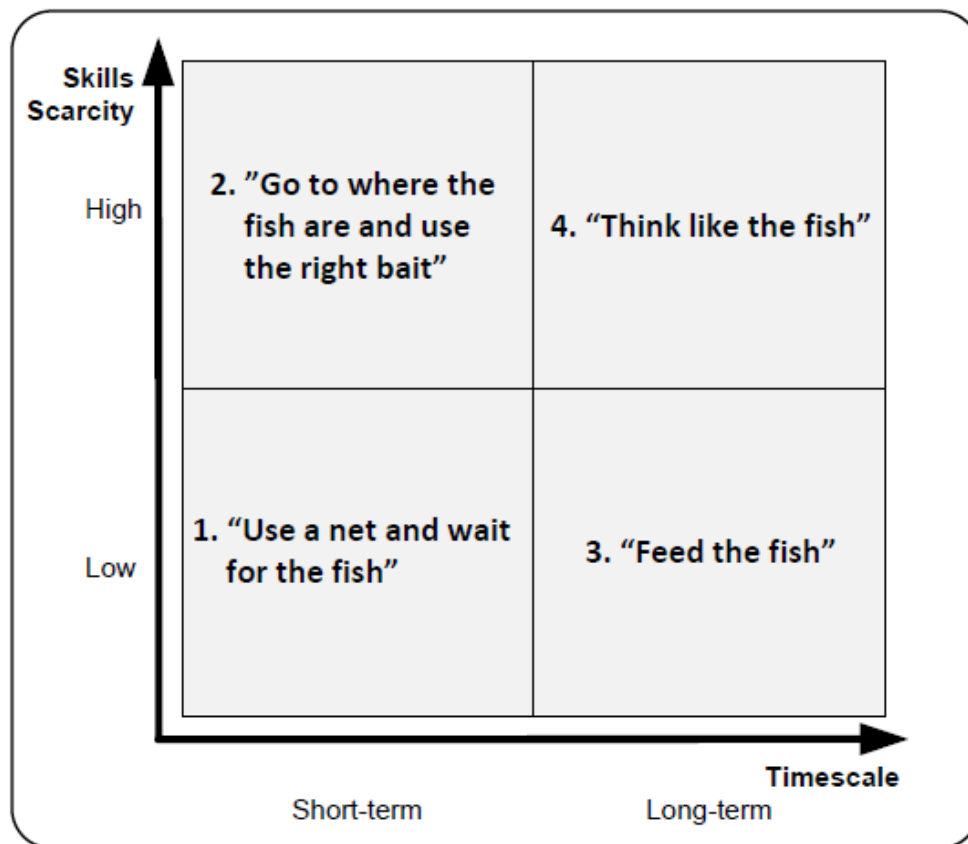 Skills
Scarcity
High
2. ”Go to where the
fish are and use
the right bait”
4. “Think like the fish”
Low
1. “Use a net and wait
for the fish”
3. “Feed the fish”
Timescale
Short-term
Long-term